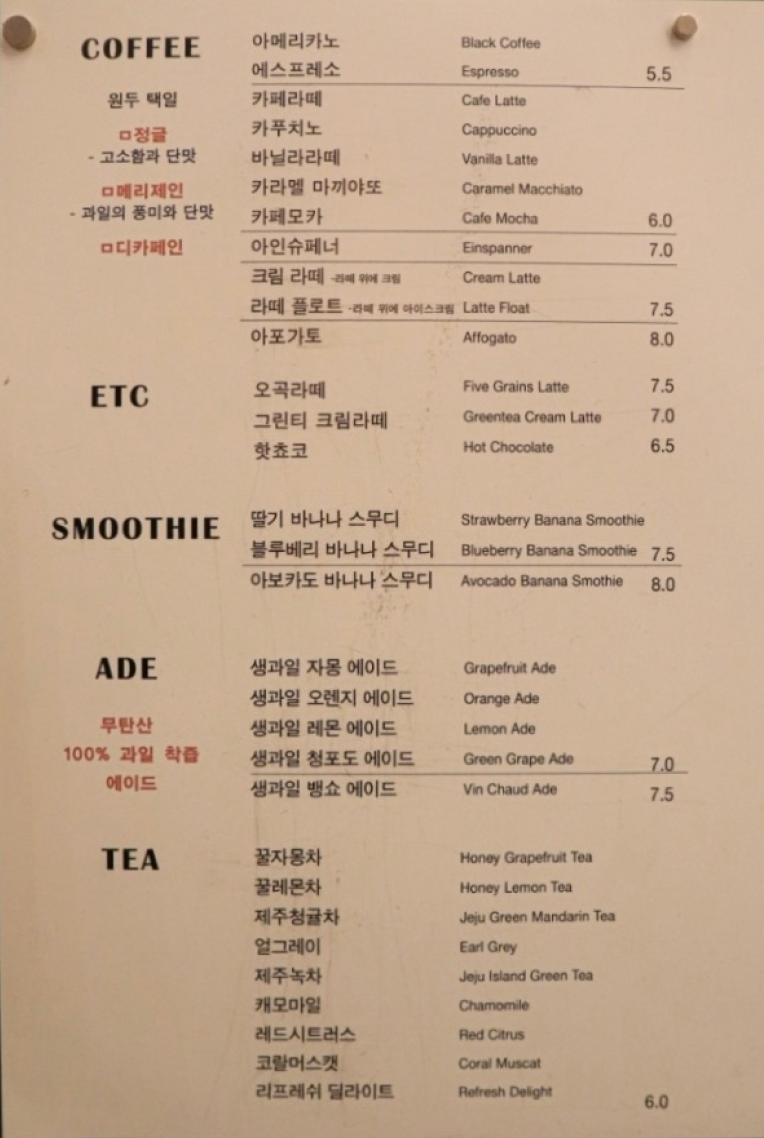 COFFEE
원두 택일
ㅁ정글
- 고소함과 단맛
ㅁ메리제인
- 과일의 풍미와 단맛
ㅁ디카페인
아메리카노 Black Coffee
에스프레소 Espresso 5.5
카페라떼 Cafe Latte
카푸치노 Cappuccino
바닐라라떼 Vanilla Latte
카라멜 마끼야또 Caramel Macchiato
카페모카 Cafe Mocha 6.0
아인슈페너 Einspanner 7.0
크림 라떼 -라떼 위에 크림 Cream Latte
라떼 플로트 -라떼 위에 아이스크림 Latte Float 7.5
아포가토 Affogato 8.0
ETC
오곡라떼 Five Grains Latte 7.5
그린티 크림라떼 Greentea Cream Latte 7.0
핫쵸코 Hot Chocolate 6.5
SMOOTHIE
딸기 바나나 스무디 Strawberry Banana Smoothie
블루베리 바나나 스무디 Blueberry Banana Smoothie 7.5
아보카도 바나나 스무디 Avocado Banana Smothie 8.0
ADE
무탄산
100% 과일 착즙
에이드
생과일 자몽 에이드 Grapefruit Ade
생과일 오렌지 에이드 Orange Ade
생과일 레몬 에이드 Lemon Ade
생과일 청포도 에이드 Green Grape Ade 7.0
생과일 뱅쇼 에이드 Vin Chaud Ade 7.5
TEA
꿀자몽차 Honey Grapefruit Tea
꿀레몬차 Honey Lemon Tea
제주청귤차 Jeju Green Mandarin Tea
얼그레이 Earl Grey
제주녹차 Jeju Island Green Tea
캐모마일 Chamomile
레드시트러스 Red Citrus
코랄머스캣 Coral Muscat
리프레쉬 딜라이트 Refresh Delight 6.0